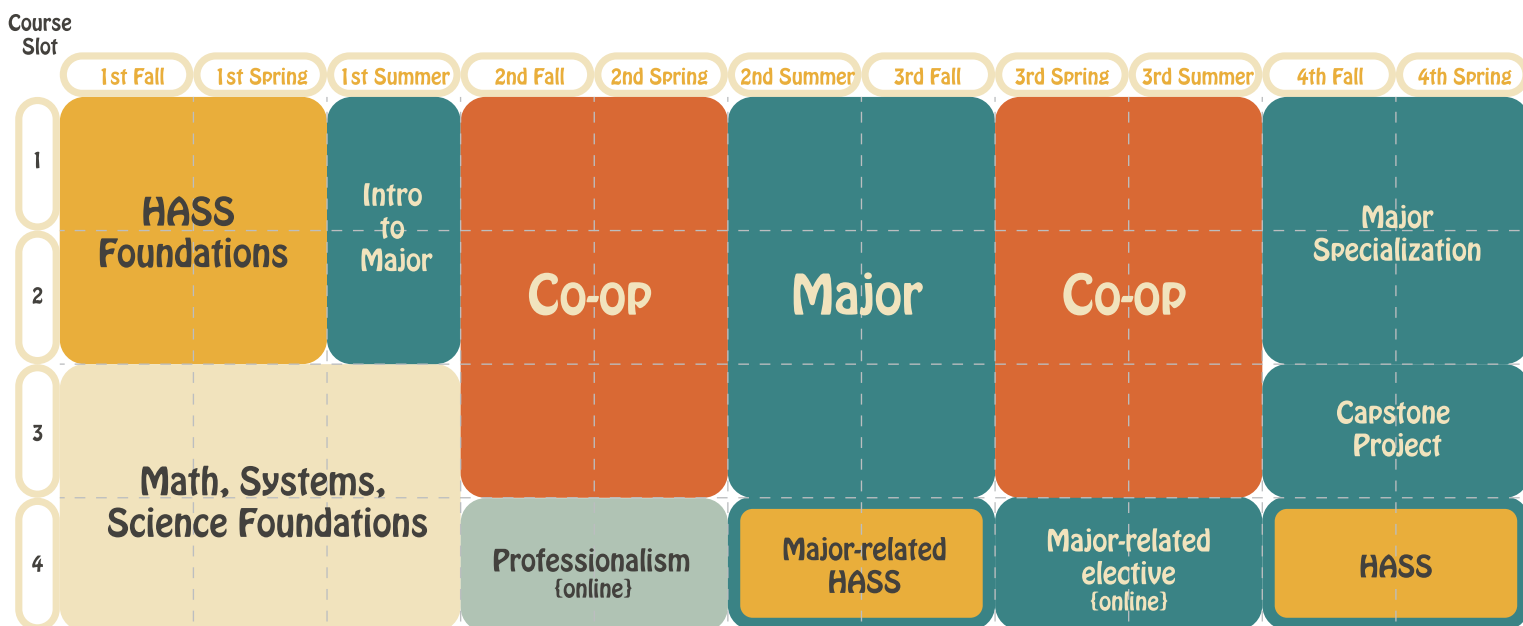 Course
Slot
1st Fall
1st Spring
1st Summer
2nd Fall
2nd Spring
2nd Summer
3rd Fall
3rd Spring
3rd Summer
4th Fall
4th Spring
1
2
3
4
HASS
Foundations
Intro
to
Major
Co-op
Major
Co-op
Major
Specialization
Math, Systems,
Science Foundations
Capstone
Project
Professionalism
{online}
Major-related
HASS
Major-related
elective
{online}
HASS